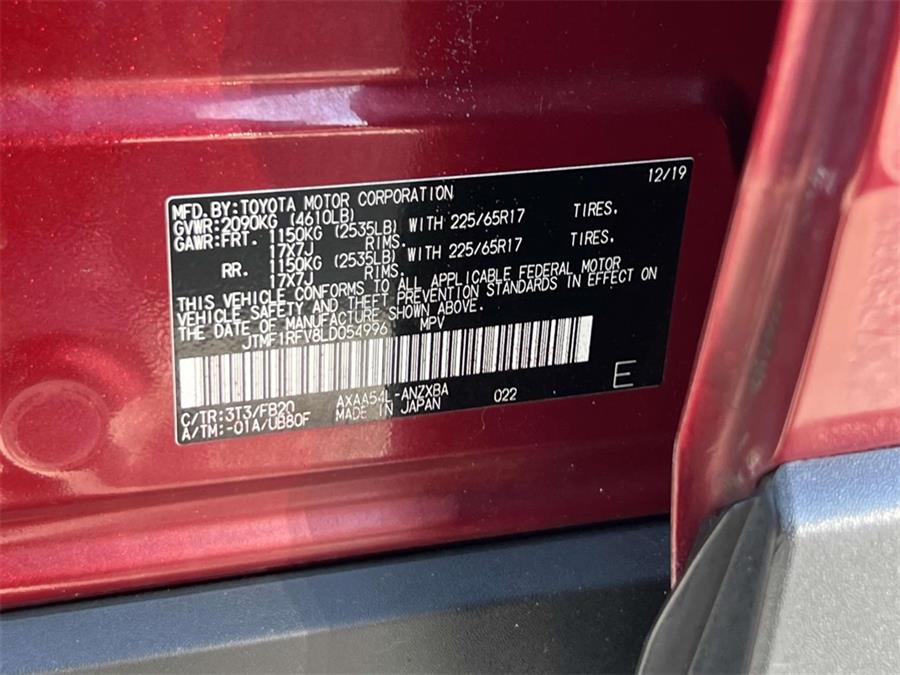 12/19
MFD.BY:TOYOTA MOTOR CORPORATION
GVWR:2090KG (4610LB)
GAWR:FRT. 1150KG (2535LB) WITH 225/65R17 TIRES.
17X7J RIMS.
RR. 1150KG (2535LB) WITH 225/65R17 TIRES.
17X7J RIMS.
THIS VEHICLE CONFORMS TO ALL APPLICABLE FEDERAL MOTOR
VEHICLE SAFETY AND THEFT PREVENTION STANDARDS IN EFFECT ON
THE DATE OF MANUFACTURE SHOWN ABOVE.
JTMF1RFV8LD054996 MPV
C/TR:3T3/FB20 AXAA54L-ANZXBA 022 E
A/TM:-01A/UB80F MADE IN JAPAN